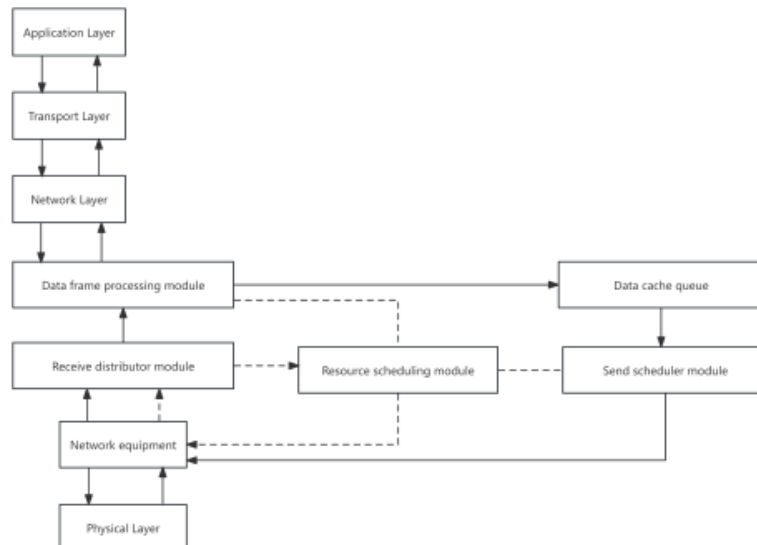 Application Layer
Transport Layer
Network Layer
Data frame processing module
Data cache queue
Receive distributor module
Resource scheduling module
Send scheduler module
Network equipment
Physical Layer